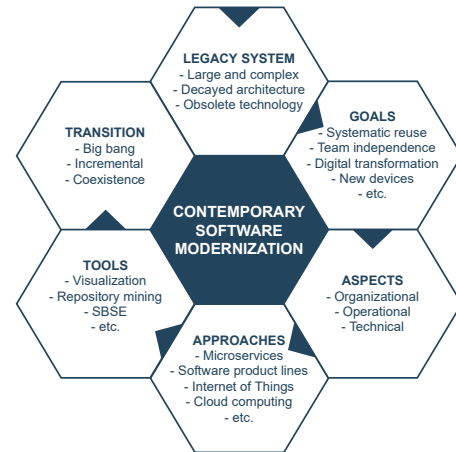 LEGACY SYSTEM
- Large and complex
- Decayed architecture
- Obsolete technology
GOALS
- Systematic reuse
- Team independence
- Digital transformation
- New devices
- etc.
ASPECTS
- Organizational
- Operational
- Technical
APPROACHES
- Microservices
- Software product lines
- Internet of Things
- Cloud computing
- etc.
TOOLS
- Visualization
- Repository mining
- SBSE
- etc.
TRANSITION
- Big bang
- Incremental
- Coexistence
CONTEMPORARY
SOFTWARE
MODERNIZATION